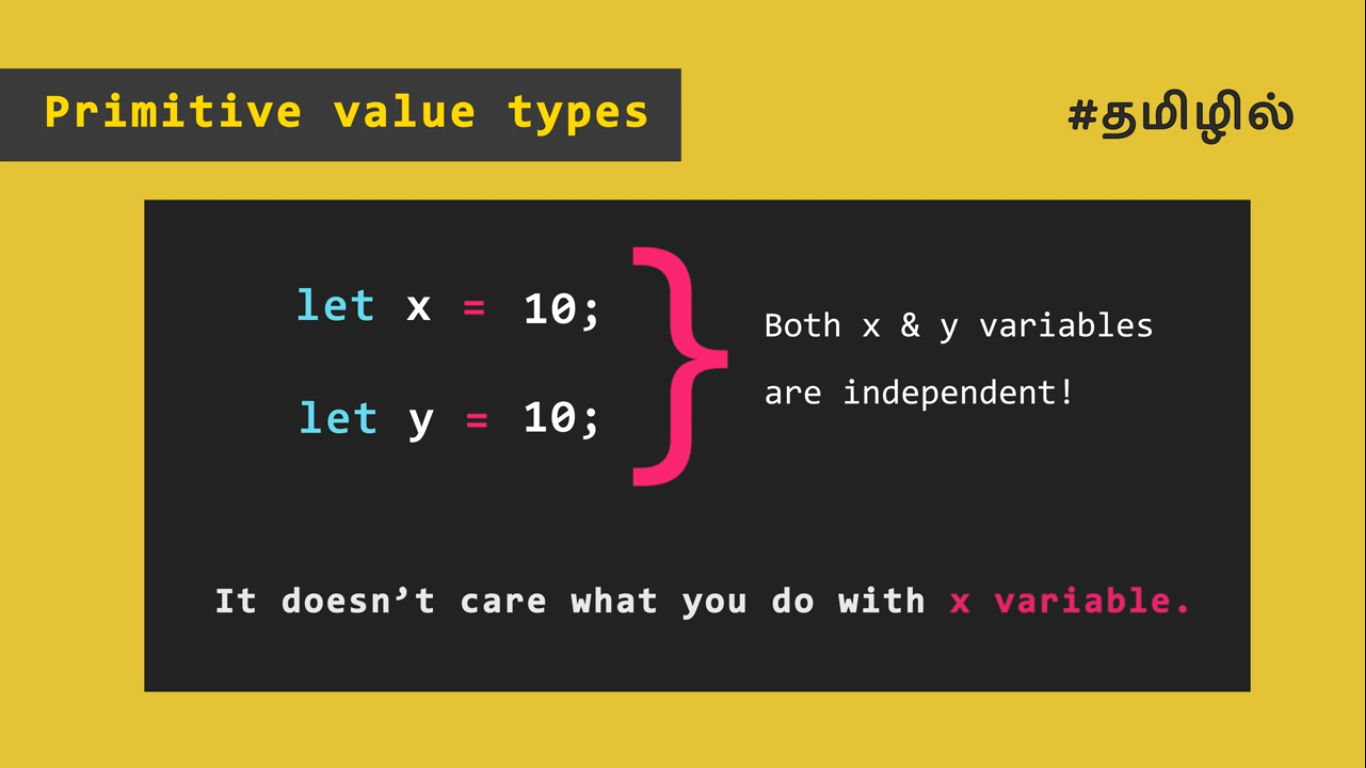 Primitive value types
#தமிழில்
let x = 10;
let y = 10;
Both x & y variables
are independent!
It doesn’t care what you do with x variable.